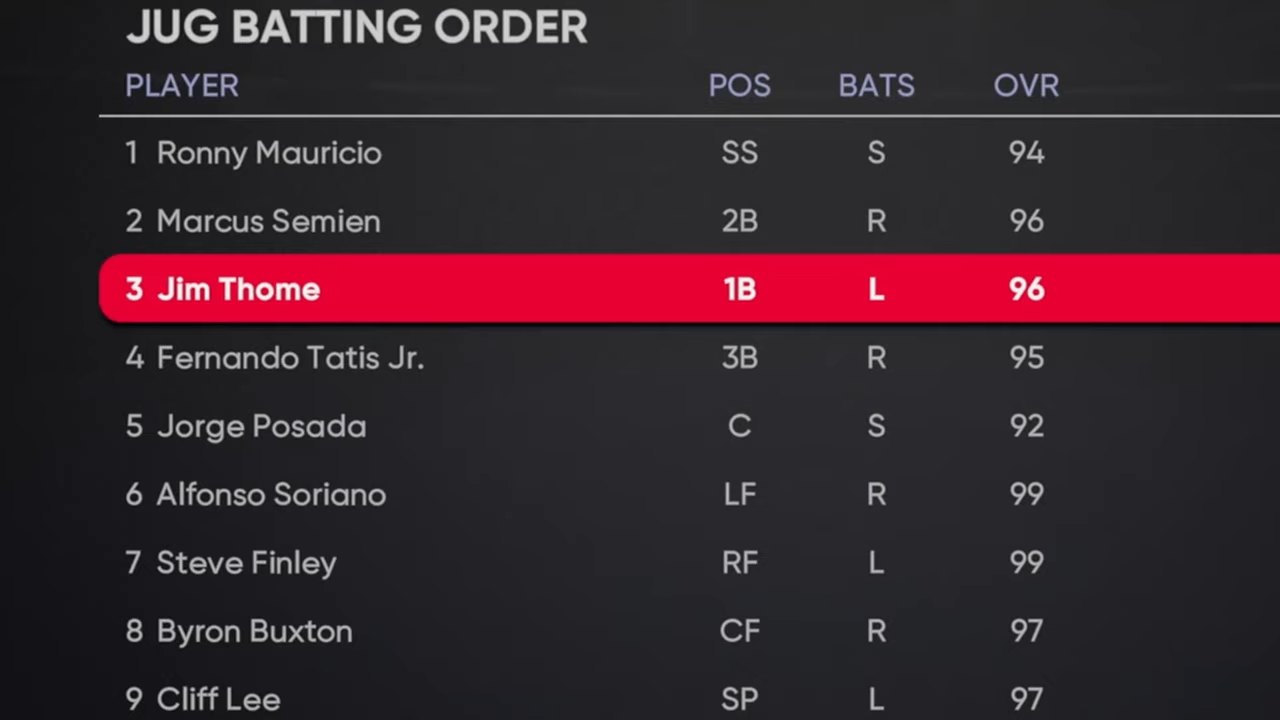 JUG BATTING ORDER
PLAYER POS BATS OVR
1 Ronny Mauricio SS S 94
2 Marcus Semien 2B R 96
3 Jim Thome 1B L 96
4 Fernando Tatis Jr. 3B R 95
5 Jorge Posada C S 92
6 Alfonso Soriano LF R 99
7 Steve Finley RF L 99
8 Byron Buxton CF R 97
9 Cliff Lee SP L 97